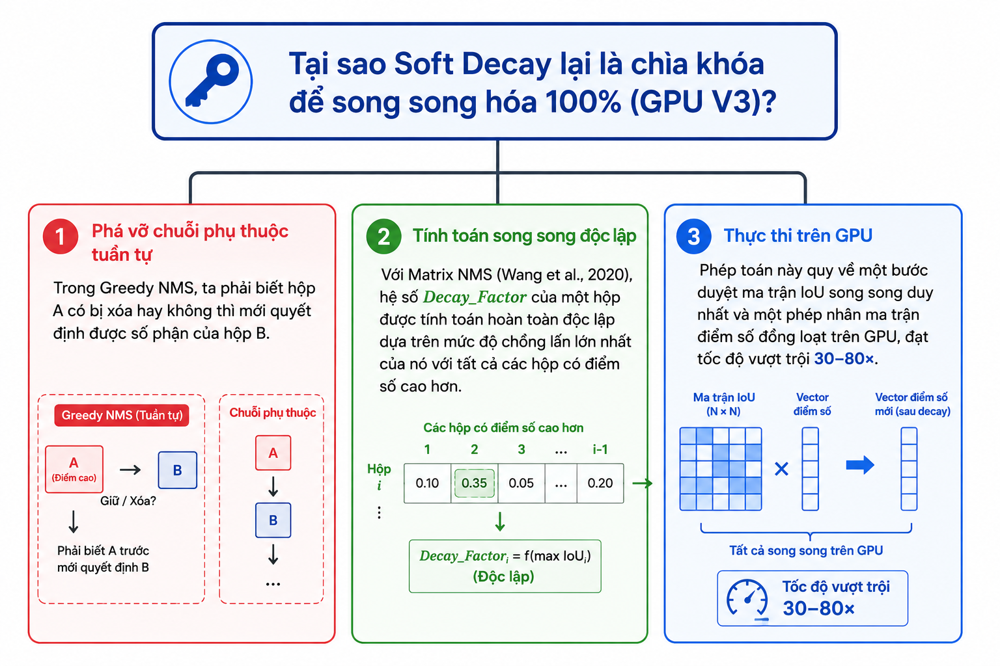 Tại sao Soft Decay lại là chìa khóa
để song song hóa 100% (GPU V3)?
1
Phá vỡ chuỗi phụ thuộc
tuần tự
Trong Greedy NMS, ta phải biết hộp
A có bị xóa hay không thì mới quyết
định được số phận của hộp B.
Greedy NMS (Tuần tự)
A
(Điểm cao)
B
Giữ / Xóa?
Phải biết A trước
mới quyết định B
Chuỗi phụ thuộc
A
B
...
2
Tính toán song song độc lập
Với Matrix NMS (Wang et al., 2020),
hệ số Decay_Factor của một hộp
được tính toán hoàn toàn độc lập
dựa trên mức độ chồng lấn lớn nhất
của nó với tất cả các hộp có điểm
số cao hơn.
Các hộp có điểm số cao hơn
1 2 3 ... i-1
Hộp
i
⋮
0.10 0.35 0.05 ... 0.20
Decay_Factorᵢ = f(max IoUᵢ)
(Độc lập)
3
Thực thi trên GPU
Phép toán này quy về một bước
duyệt ma trận IoU song song duy
nhất và một phép nhân ma trận
điểm số đồng loạt trên GPU, đạt
tốc độ vượt trội 30–80×.
Ma trận IoU
(N × N)
Vector
điểm số
Vector điểm số
mới (sau decay)
×
Tất cả song song trên GPU
Tốc độ vượt trội
30–80×